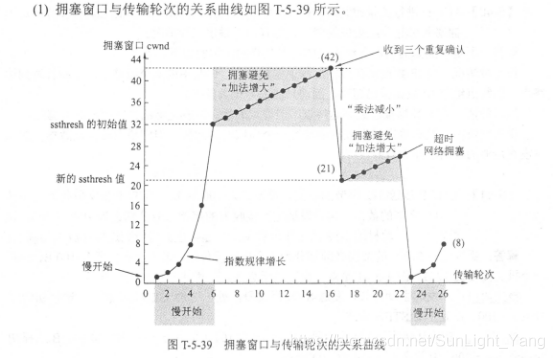 (1) 拥塞窗口与传输轮次的关系曲线如图 T-5-39 所示。
拥塞窗口 cwnd
44
40
36
32
28
24
20
16
12
8
4
0
ssthresh 的初始值
新的 ssthresh 值
慢开始
(42)
收到三个重复确认
拥塞避免
“加法增大”
“乘法减小”
拥塞避免
“加法增大”
超时
网络拥塞
(21)
(8)
指数规律增长
0 2 4 6 8 10 12 14 16 18 20 22 24 26
传输轮次
慢开始
慢开始
图 T-5-39 拥塞窗口与传输轮次的关系曲线
https://blog.csdn.net/SunLight_Yang